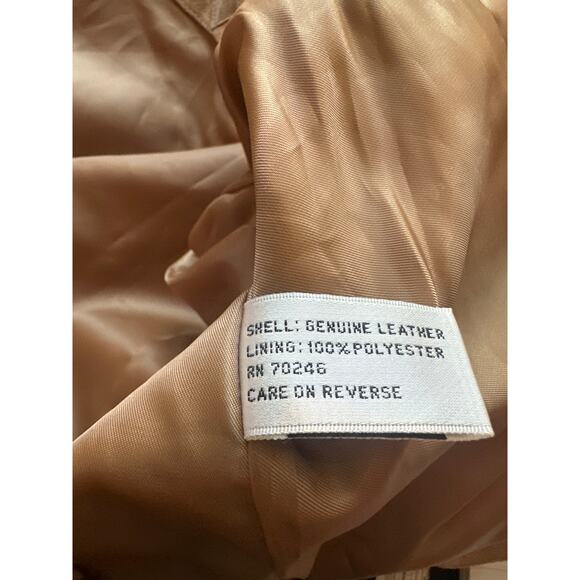 SHELL: GENUINE LEATHER
LINING: 100% POLYESTER
RN 70246
CARE ON REVERSE